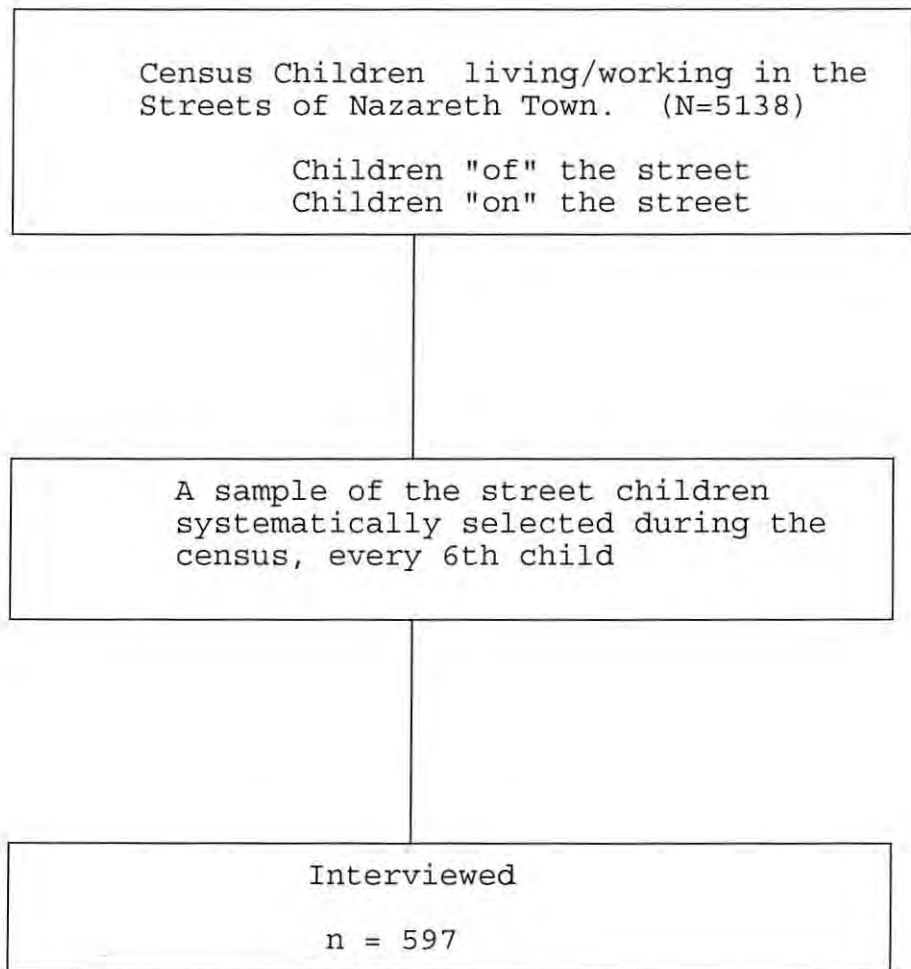 Census Children living/working in the
Streets of Nazareth Town. (N=5138)
Children "of" the street
Children "on" the street
A sample of the street children
systematically selected during the
census, every 6th child
Interviewed
n = 597